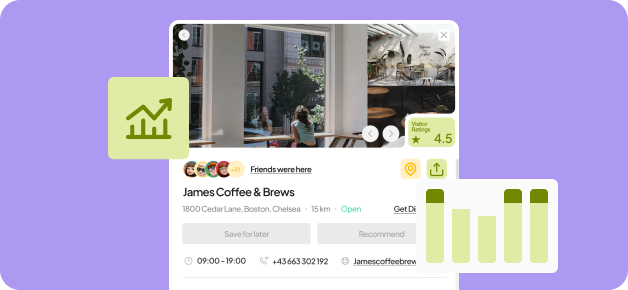 Visitor
Ratings
4.5
+10
Friends were here
James Coffee & Brews
1800 Cedar Lane, Boston, Chelsea · 15 km · Open
Get Di
Save for later
Recommend
09:00 - 19:00
+43 663 302 192
Jamescoffeebrew